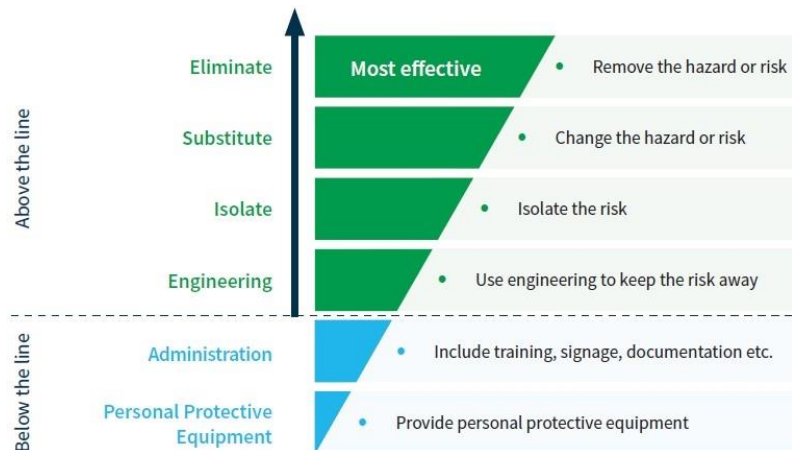 Above the line
Eliminate
Most effective
• Remove the hazard or risk
Substitute
• Change the hazard or risk
Isolate
• Isolate the risk
Engineering
• Use engineering to keep the risk away
Below the line
Administration
• Include training, signage, documentation etc.
Personal Protective
Equipment
• Provide personal protective equipment